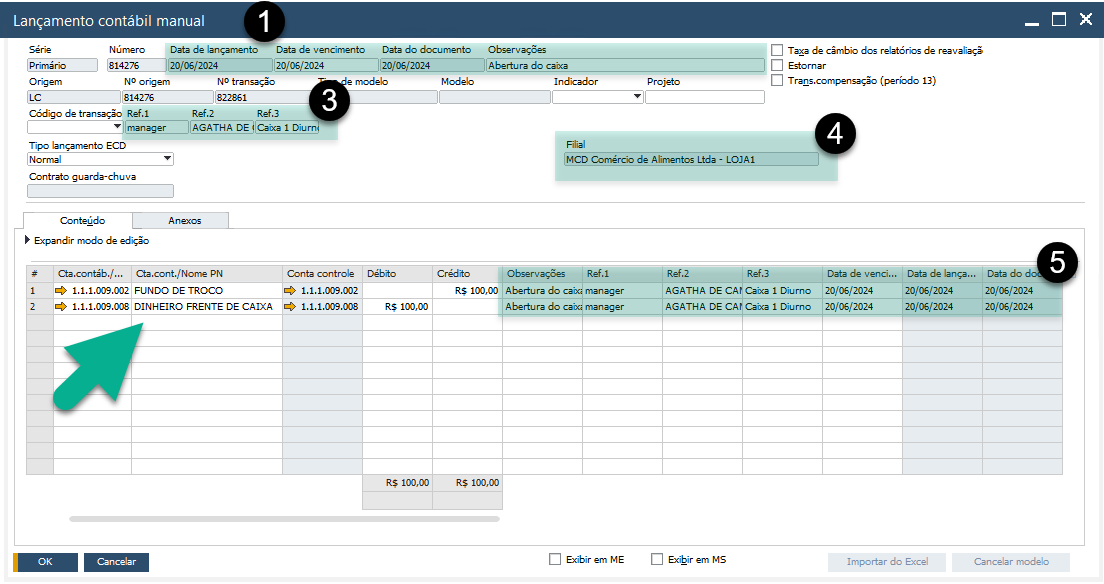 Lançamento contábil manual
1
Série Número Data de lançamento Data de vencimento Data do documento Observações
Primário 814276 20/06/2024 20/06/2024 20/06/2024 Abertura do caixa
Taxa de câmbio dos relatórios de reavaliaçã
Estornar
Trans.compensação (período 13)
Origem Nº origem Nº transação de modelo Modelo Indicador Projeto
LC 814276 822861
3
Código de transação Ref.1 Ref.2 Ref.3
manager AGATHA DE Caixa 1 Diurn
4
Tipo lançamento ECD
Normal
Filial
MCD Comércio de Alimentos Ltda - LOJA1
Contrato guarda-chuva
Conteúdo Anexos
Expandir modo de edição
5
# Cta.contáb./... Cta.cont./Nome PN Conta controle Débito Crédito Observações Ref.1 Ref.2 Ref.3 Data de venci... Data de lança... Data do
1 1.1.1.009.002 FUNDO DE TROCO 1.1.1.009.002 R$ 100,00 Abertura do caixa manager AGATHA DE CAN Caixa 1 Diurno 20/06/2024 20/06/2024 20/06/2024
2 1.1.1.009.008 DINHEIRO FRENTE DE CAIXA 1.1.1.009.008 R$ 100,00 Abertura do caixa manager AGATHA DE CAN Caixa 1 Diurno 20/06/2024 20/06/2024 20/06/2024
R$ 100,00 R$ 100,00
OK Cancelar Exibir em ME Exibir em MS Importar do Excel Cancelar modelo